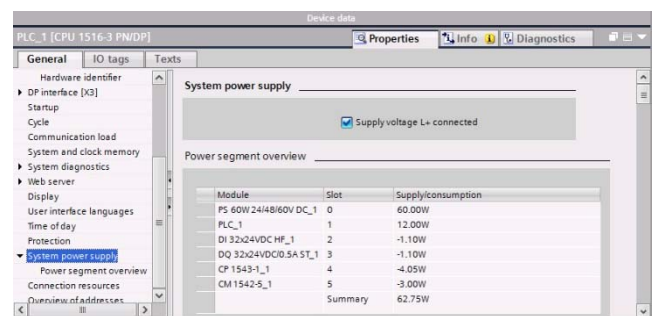 Device data
PLC_1 [CPU 1516-3 PN/DP]
Properties
Info
Diagnostics
General
IO tags
Texts
Hardware identifier
DP interface [X3]
Startup
Cycle
Communication load
System and clock memory
System diagnostics
Web server
Display
User interface languages
Time of day
Protection
System power supply
Power segment overview
Connection resources
Overview of addresses
System power supply
Supply voltage L+ connected
Power segment overview
Module Slot Supply/consumption
PS 60W 24/48/60V DC_1 0 60.00W
PLC_1 1 12.00W
DI 32x24VDC HF_1 2 -1.10W
DQ 32x24VDC/0.5A ST_1 3 -1.10W
CP 1543-1_1 4 -4.05W
CM 1542-5_1 5 -3.00W
Summary 62.75W